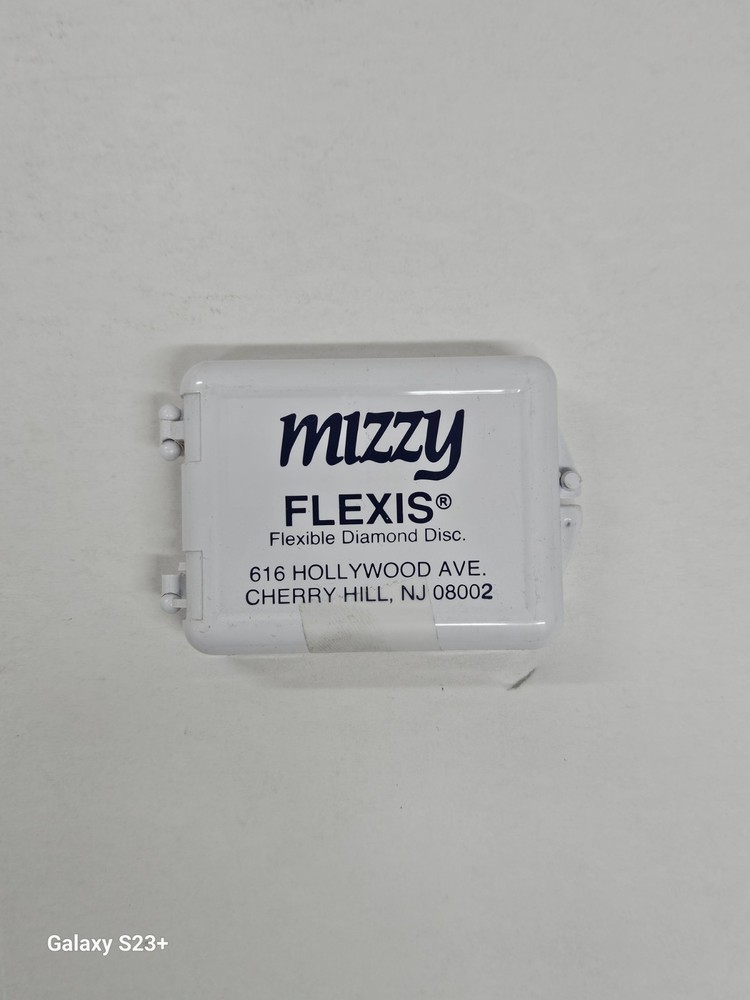 mizzy
FLEXIS®
Flexible Diamond Disc.
616 HOLLYWOOD AVE.
CHERRY HILL, NJ 08002
Galaxy S23+